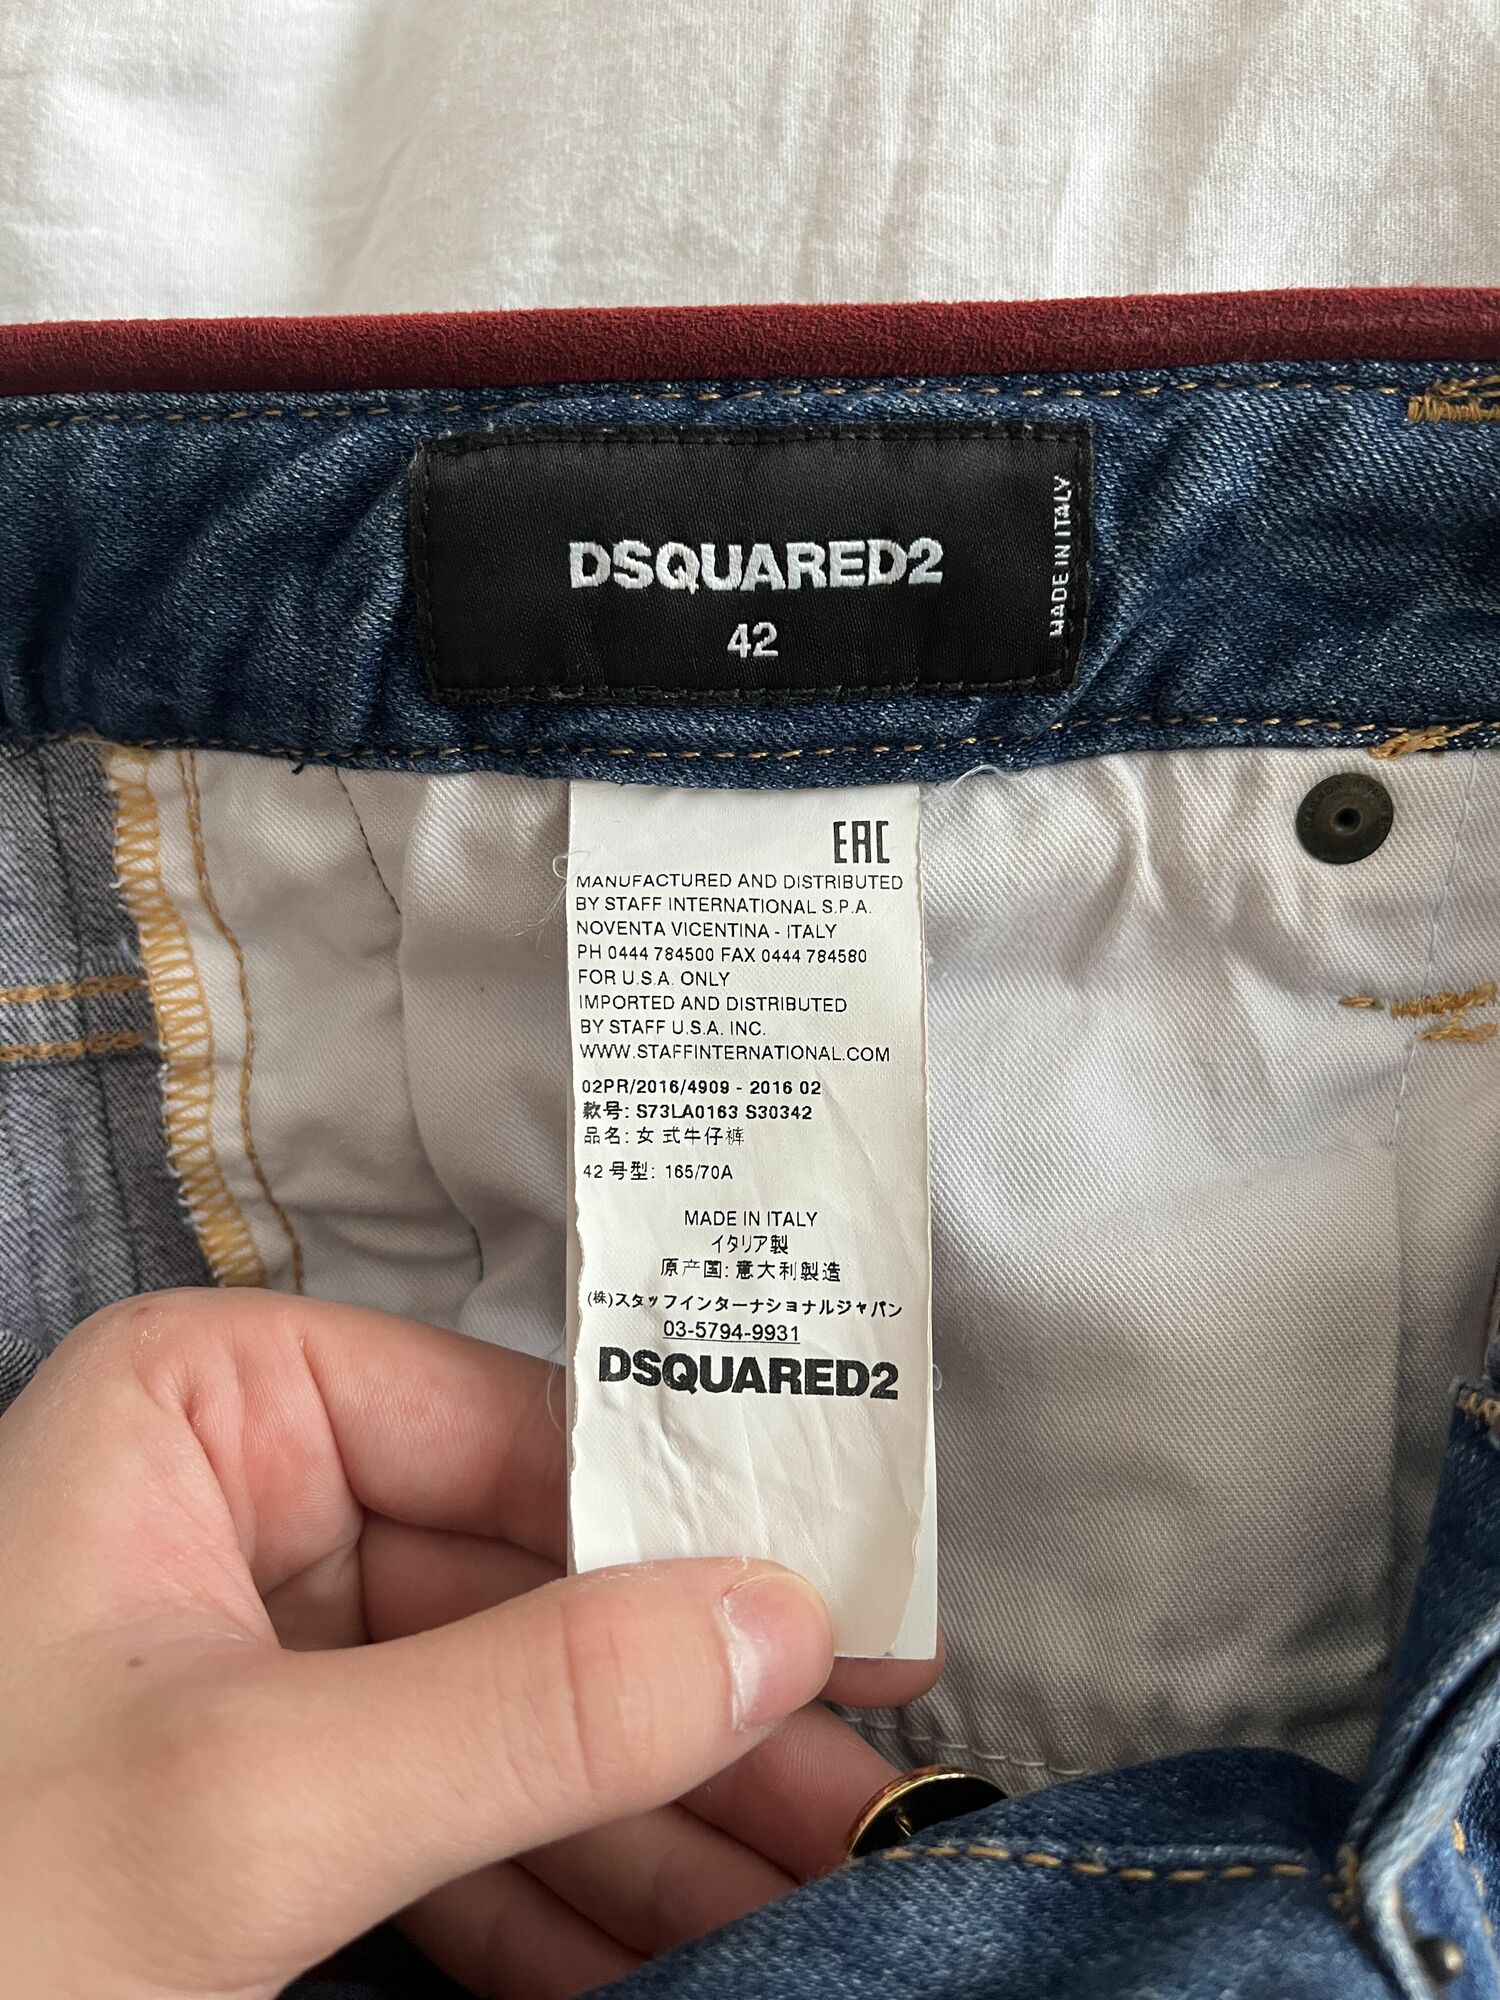 DSQUARED2
42
MADE IN ITALY
EAC
MANUFACTURED AND DISTRIBUTED
BY STAFF INTERNATIONAL S.P.A.
NOVENTA VICENTINA - ITALY
PH 0444 784500 FAX 0444 784580
FOR U.S.A. ONLY
IMPORTED AND DISTRIBUTED
BY STAFF U.S.A. INC.
WWW.STAFFINTERNATIONAL.COM
02PR/2016/4909 - 2016 02
款号: S73LA0163 S30342
品名: 女 式牛仔裤
42 号型: 165/70A
MADE IN ITALY
イタリア製
原产国: 意大利製造
(株)スタッフインターナショナルジャパン
03-5794-9931
DSQUARED2